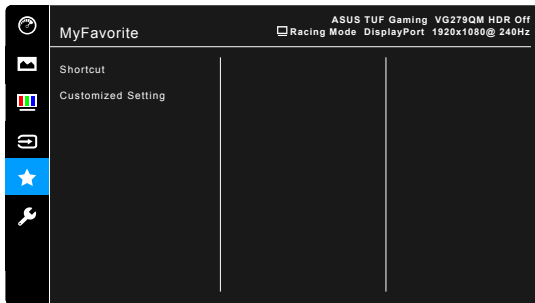 ASUS TUF Gaming VG279QM HDR Off
MyFavorite
Racing Mode DisplayPort 1920x1080@ 240Hz
Shortcut
Customized Setting